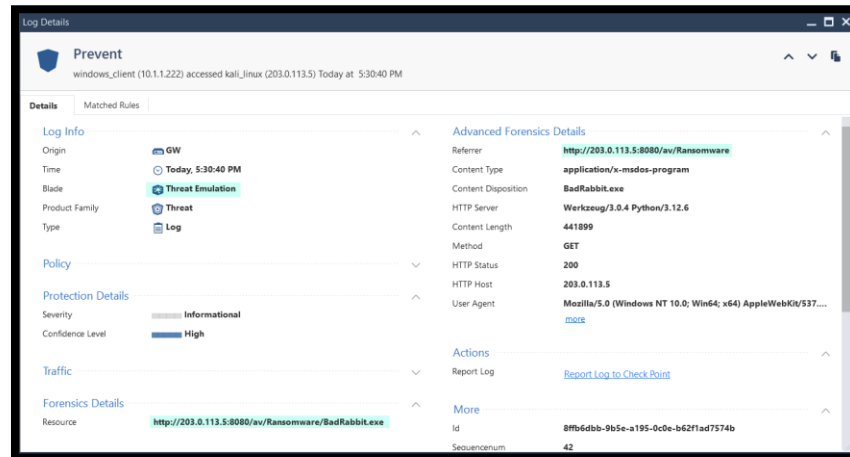 Log Details
Prevent
windows_client (10.1.1.222) accessed kali_linux (203.0.113.5) Today at 5:30:40 PM
Details Matched Rules
Log Info
Origin GW
Time Today, 5:30:40 PM
Blade Threat Emulation
Product Family Threat
Type Log
Policy
Protection Details
Severity Informational
Confidence Level High
Traffic
Forensics Details
Resource http://203.0.113.5:8080/av/Ransomware/BadRabbit.exe
Advanced Forensics Details
Referrer http://203.0.113.5:8080/av/Ransomware
Content Type application/x-msdos-program
Content Disposition BadRabbit.exe
HTTP Server Werkzeug/3.0.4 Python/3.12.6
Content Length 441899
Method GET
HTTP Status 200
HTTP Host 203.0.113.5
User Agent Mozilla/5.0 (Windows NT 10.0; Win64; x64) AppleWebKit/537....
more
Actions
Report Log Report Log to Check Point
More
Id 8ffb6dbb-9b5e-a195-0c0e-b62f1ad7574b
Sequencenum 42